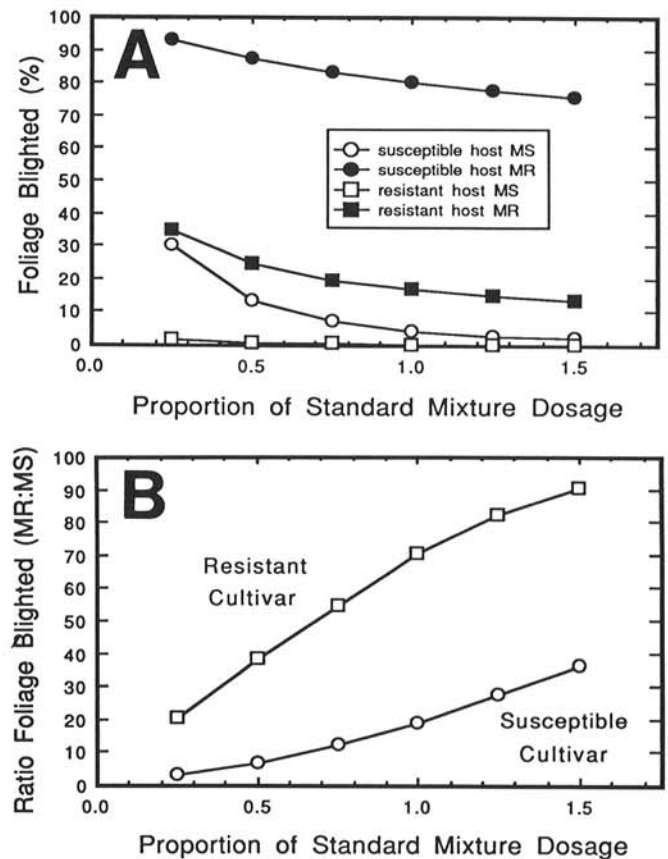 A
Foliage Blighted (%)
100
90
80
70
60
50
40
30
20
10
0
susceptible host MS
susceptible host MR
resistant host MS
resistant host MR
0.0 0.5 1.0 1.5
Proportion of Standard Mixture Dosage
B
Ratio Foliage Blighted (MR:MS)
100
90
80
70
60
50
40
30
20
10
0
Resistant
Cultivar
Susceptible
Cultivar
0.0 0.5 1.0 1.5
Proportion of Standard Mixture Dosage